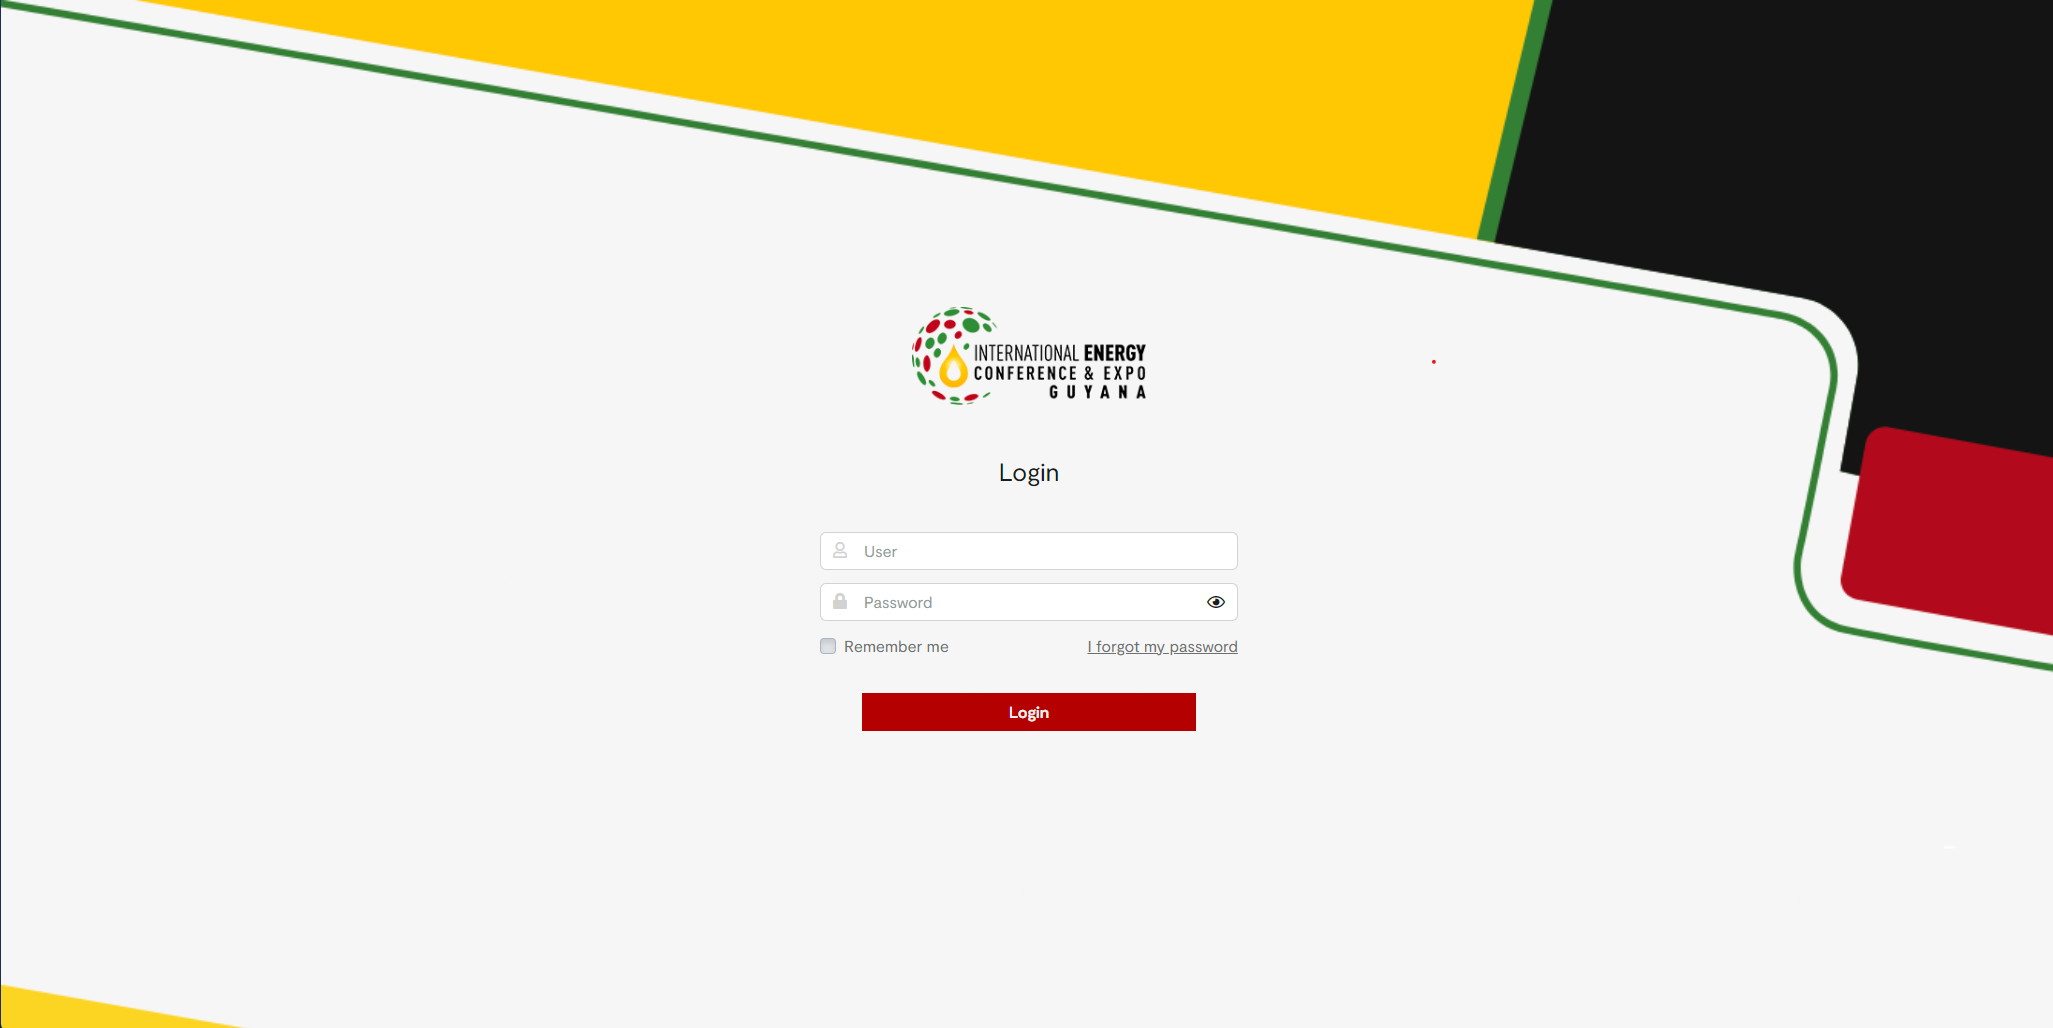 INTERNATIONAL ENERGY
CONFERENCE & EXPO
GUYANA
Login
User
Password
Remember me
I forgot my password
Login